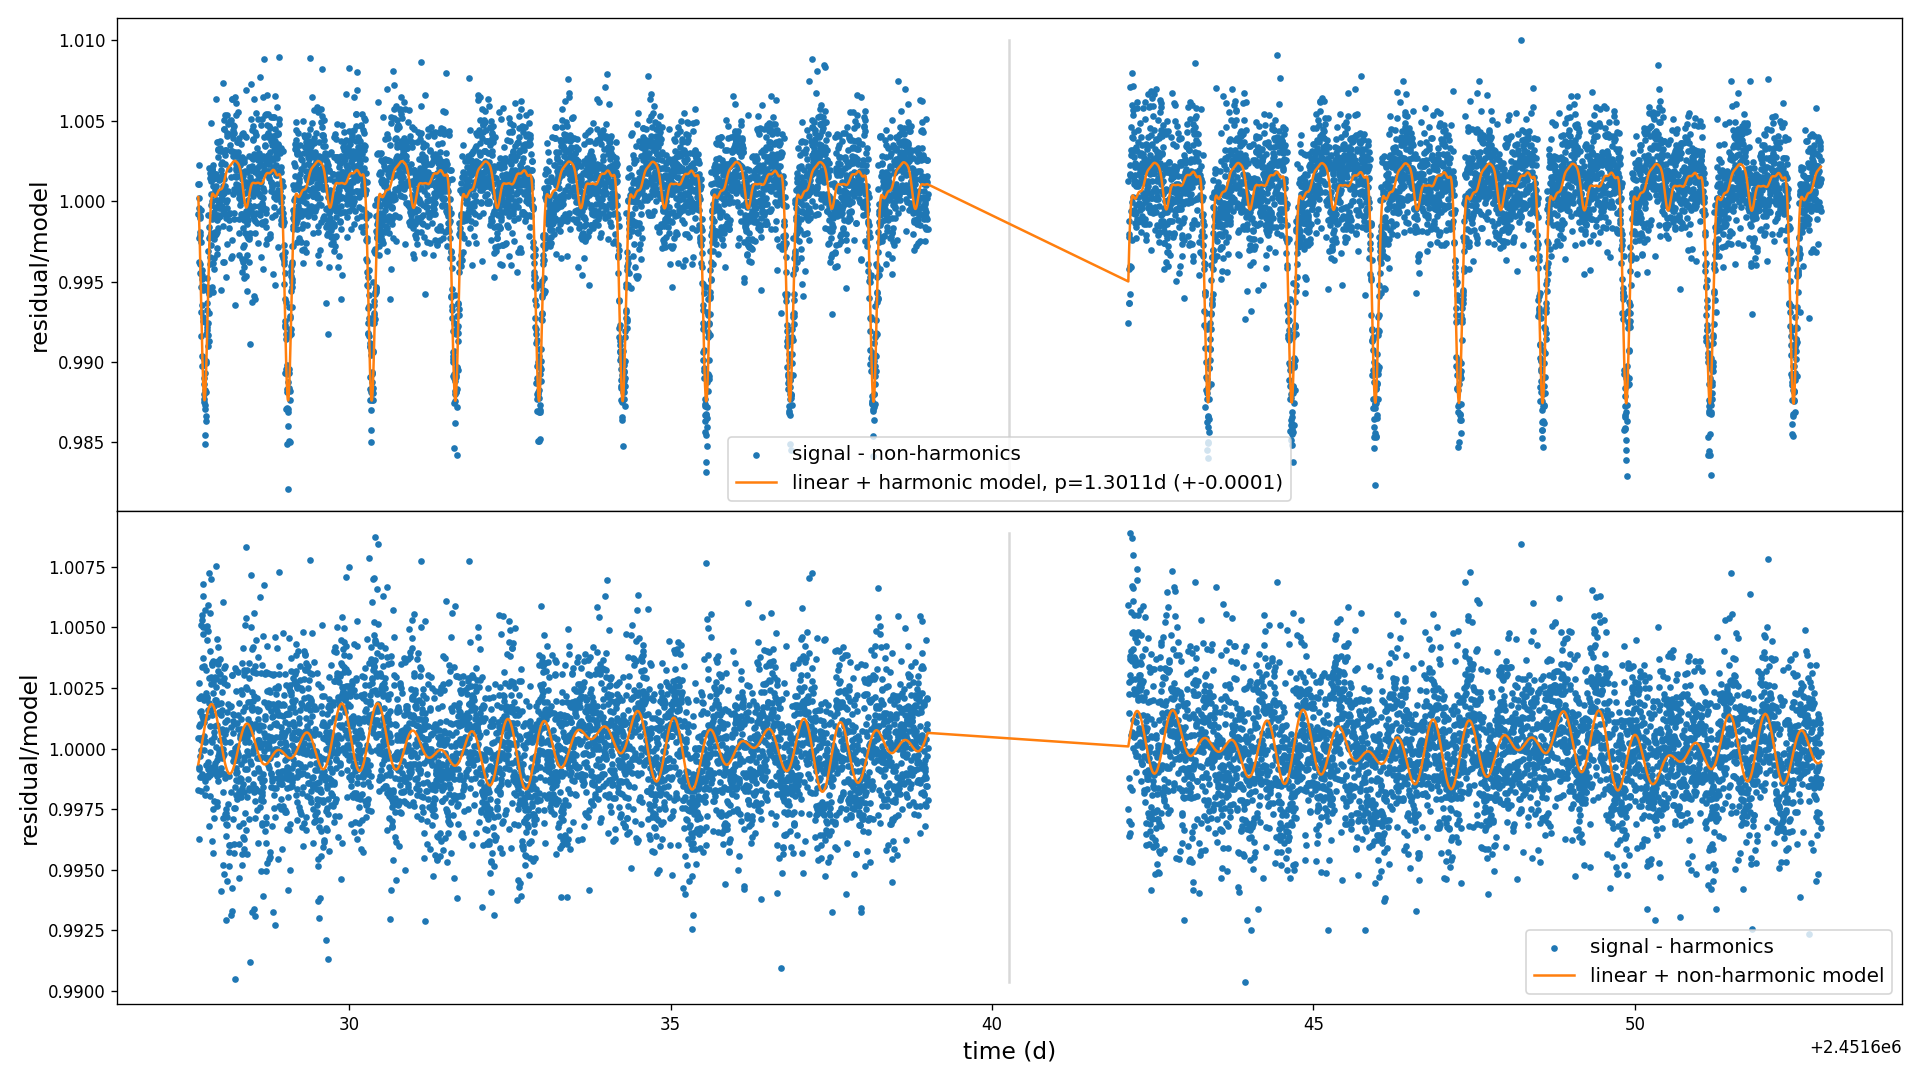 1.010
1.005
1.000
0.995
0.990
0.985
residual/model
signal - non-harmonics
linear + harmonic model, p=1.3011d (+-0.0001)
1.0075
1.0050
1.0025
1.0000
0.9975
0.9950
0.9925
0.9900
residual/model
signal - harmonics
linear + non-harmonic model
30
35
40
45
50
time (d)
+2.4516e6